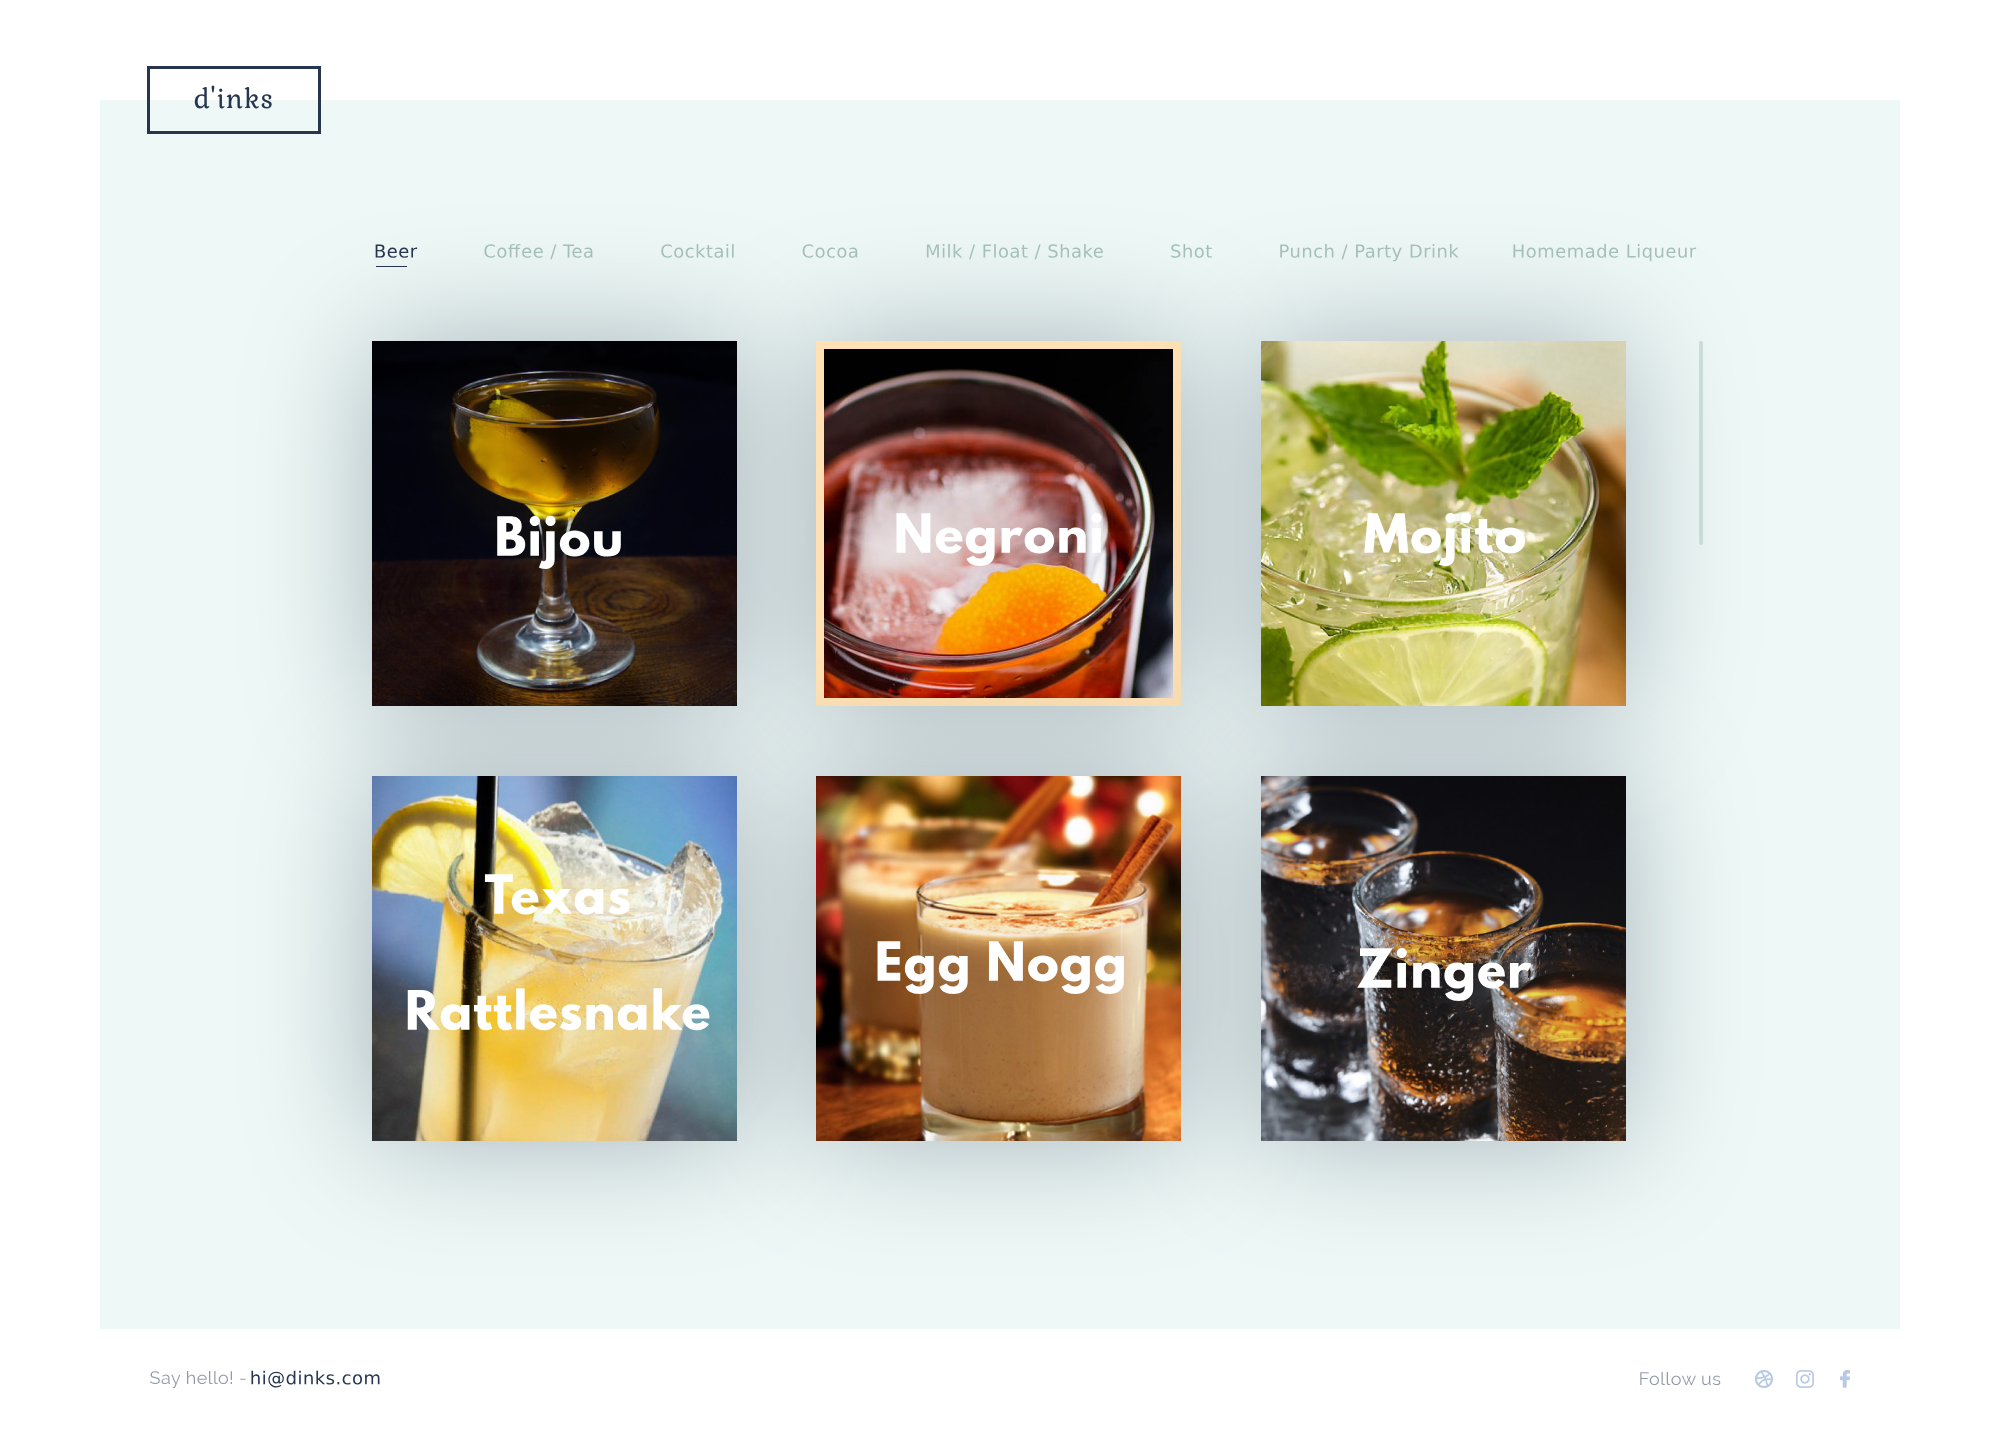 d'inks
Beer Coffee / Tea Cocktail Cocoa Milk / Float / Shake Shot Punch / Party Drink Homemade Liqueur
Bijou
Negroni
Mojito
Texas
Rattlesnake
Egg Nogg
Zinger
Say hello! - hi@dinks.com
Follow us